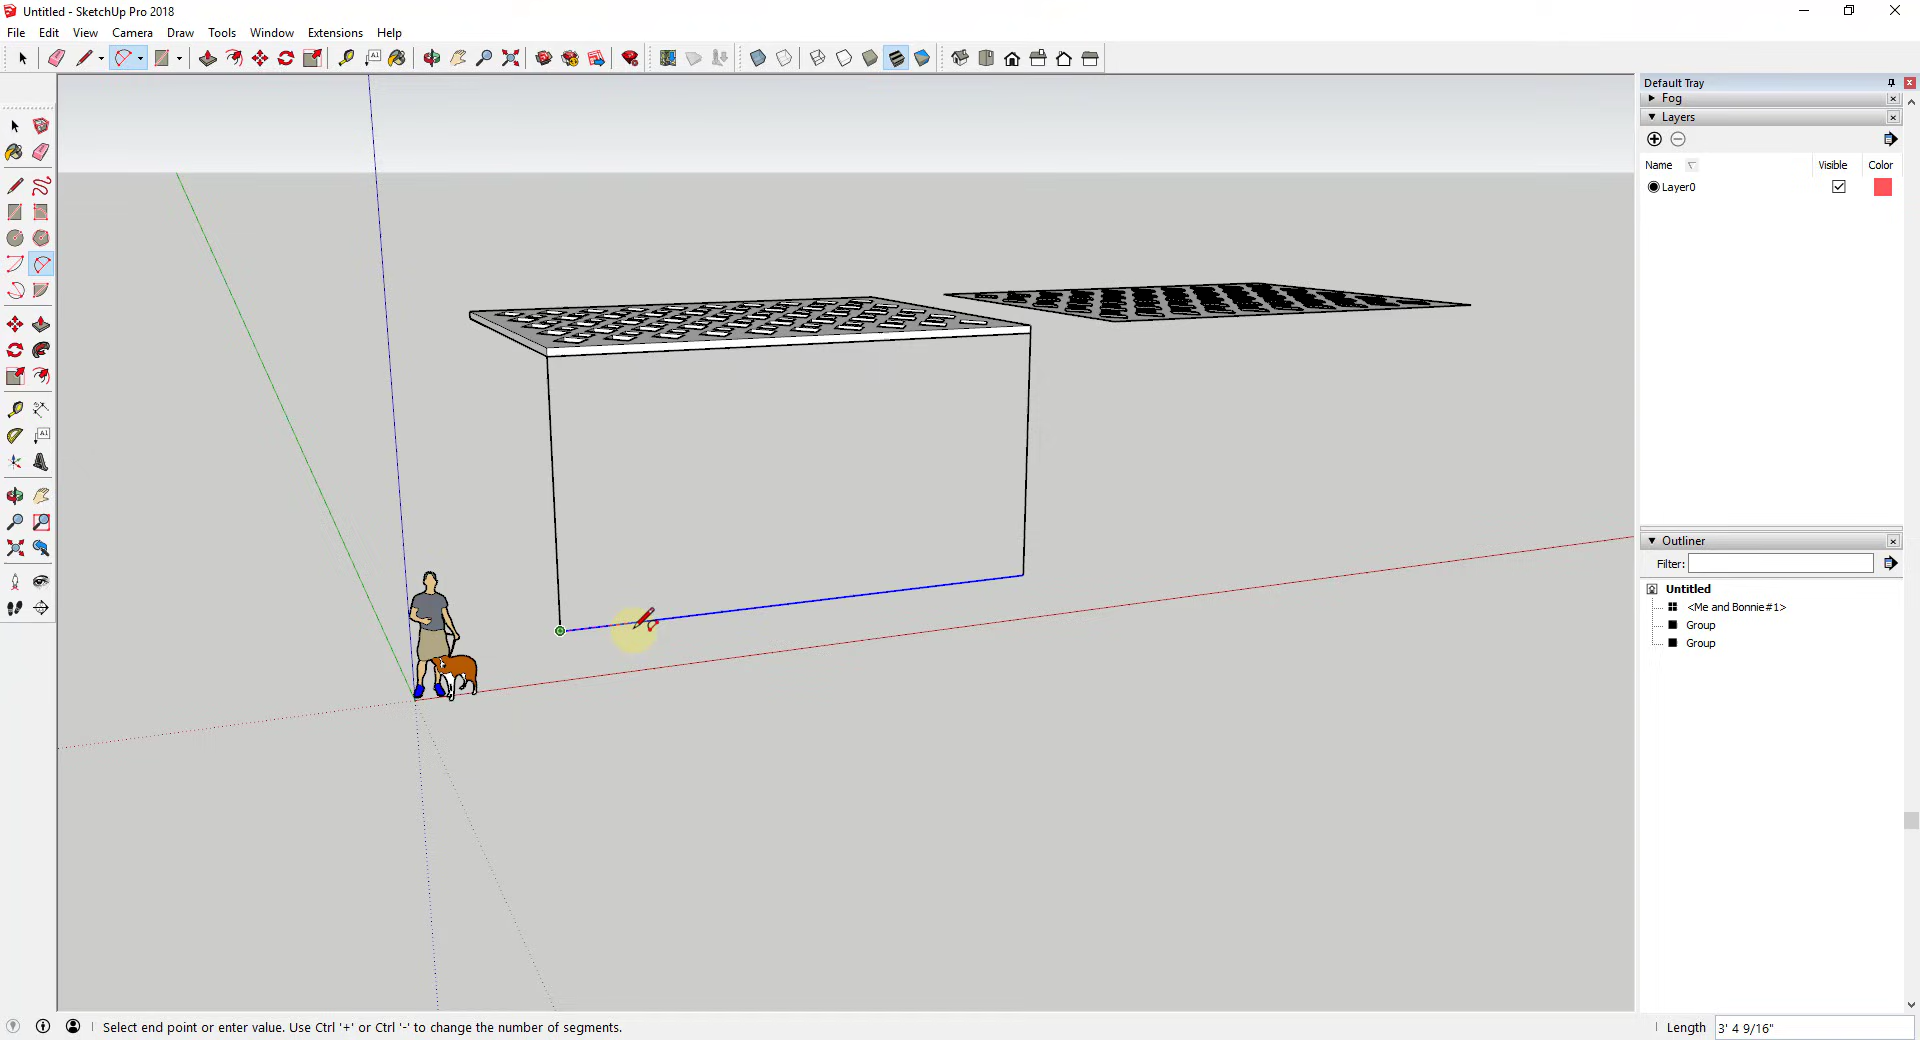 Untitled - SketchUp Pro 2018
File Edit View Camera Draw Tools Window Extensions Help
Default Tray
Fog
Layers
Name Visible Color
Layer0
Outliner
Filter:
Untitled
<Me and Bonnie#1>
Group
Group
A1
A1
Select end point or enter value. Use Ctrl '+' or Ctrl '-' to change the number of segments.
Length 3' 4 9/16"